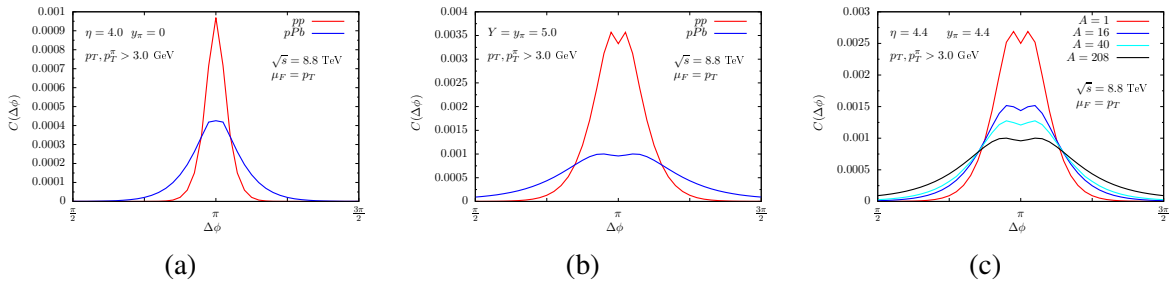 0.001
0.0009
0.0008
0.0007
0.0006
0.0005
0.0004
0.0003
0.0002
0.0001
0
C(Δϕ)
η = 4.0 y_π = 0
p_T, p_T^π > 3.0 GeV
pp
pPb
√s = 8.8 TeV
μ_F = p_T
π/2
π
3π/2
Δϕ
(a)
0.004
0.0035
0.003
0.0025
0.002
0.0015
0.001
0.0005
0
C(Δϕ)
Y = y_π = 5.0
p_T, p_T^π > 3.0 GeV
pp
pPb
√s = 8.8 TeV
μ_F = p_T
π/2
π
3π/2
Δϕ
(b)
0.003
0.0025
0.002
0.0015
0.001
0.0005
0
C(Δϕ)
η = 4.4 y_π = 4.4
p_T, p_T^π > 3.0 GeV
A = 1
A = 16
A = 40
A = 208
√s = 8.8 TeV
μ_F = p_T
π/2
π
3π/2
Δϕ
(c)